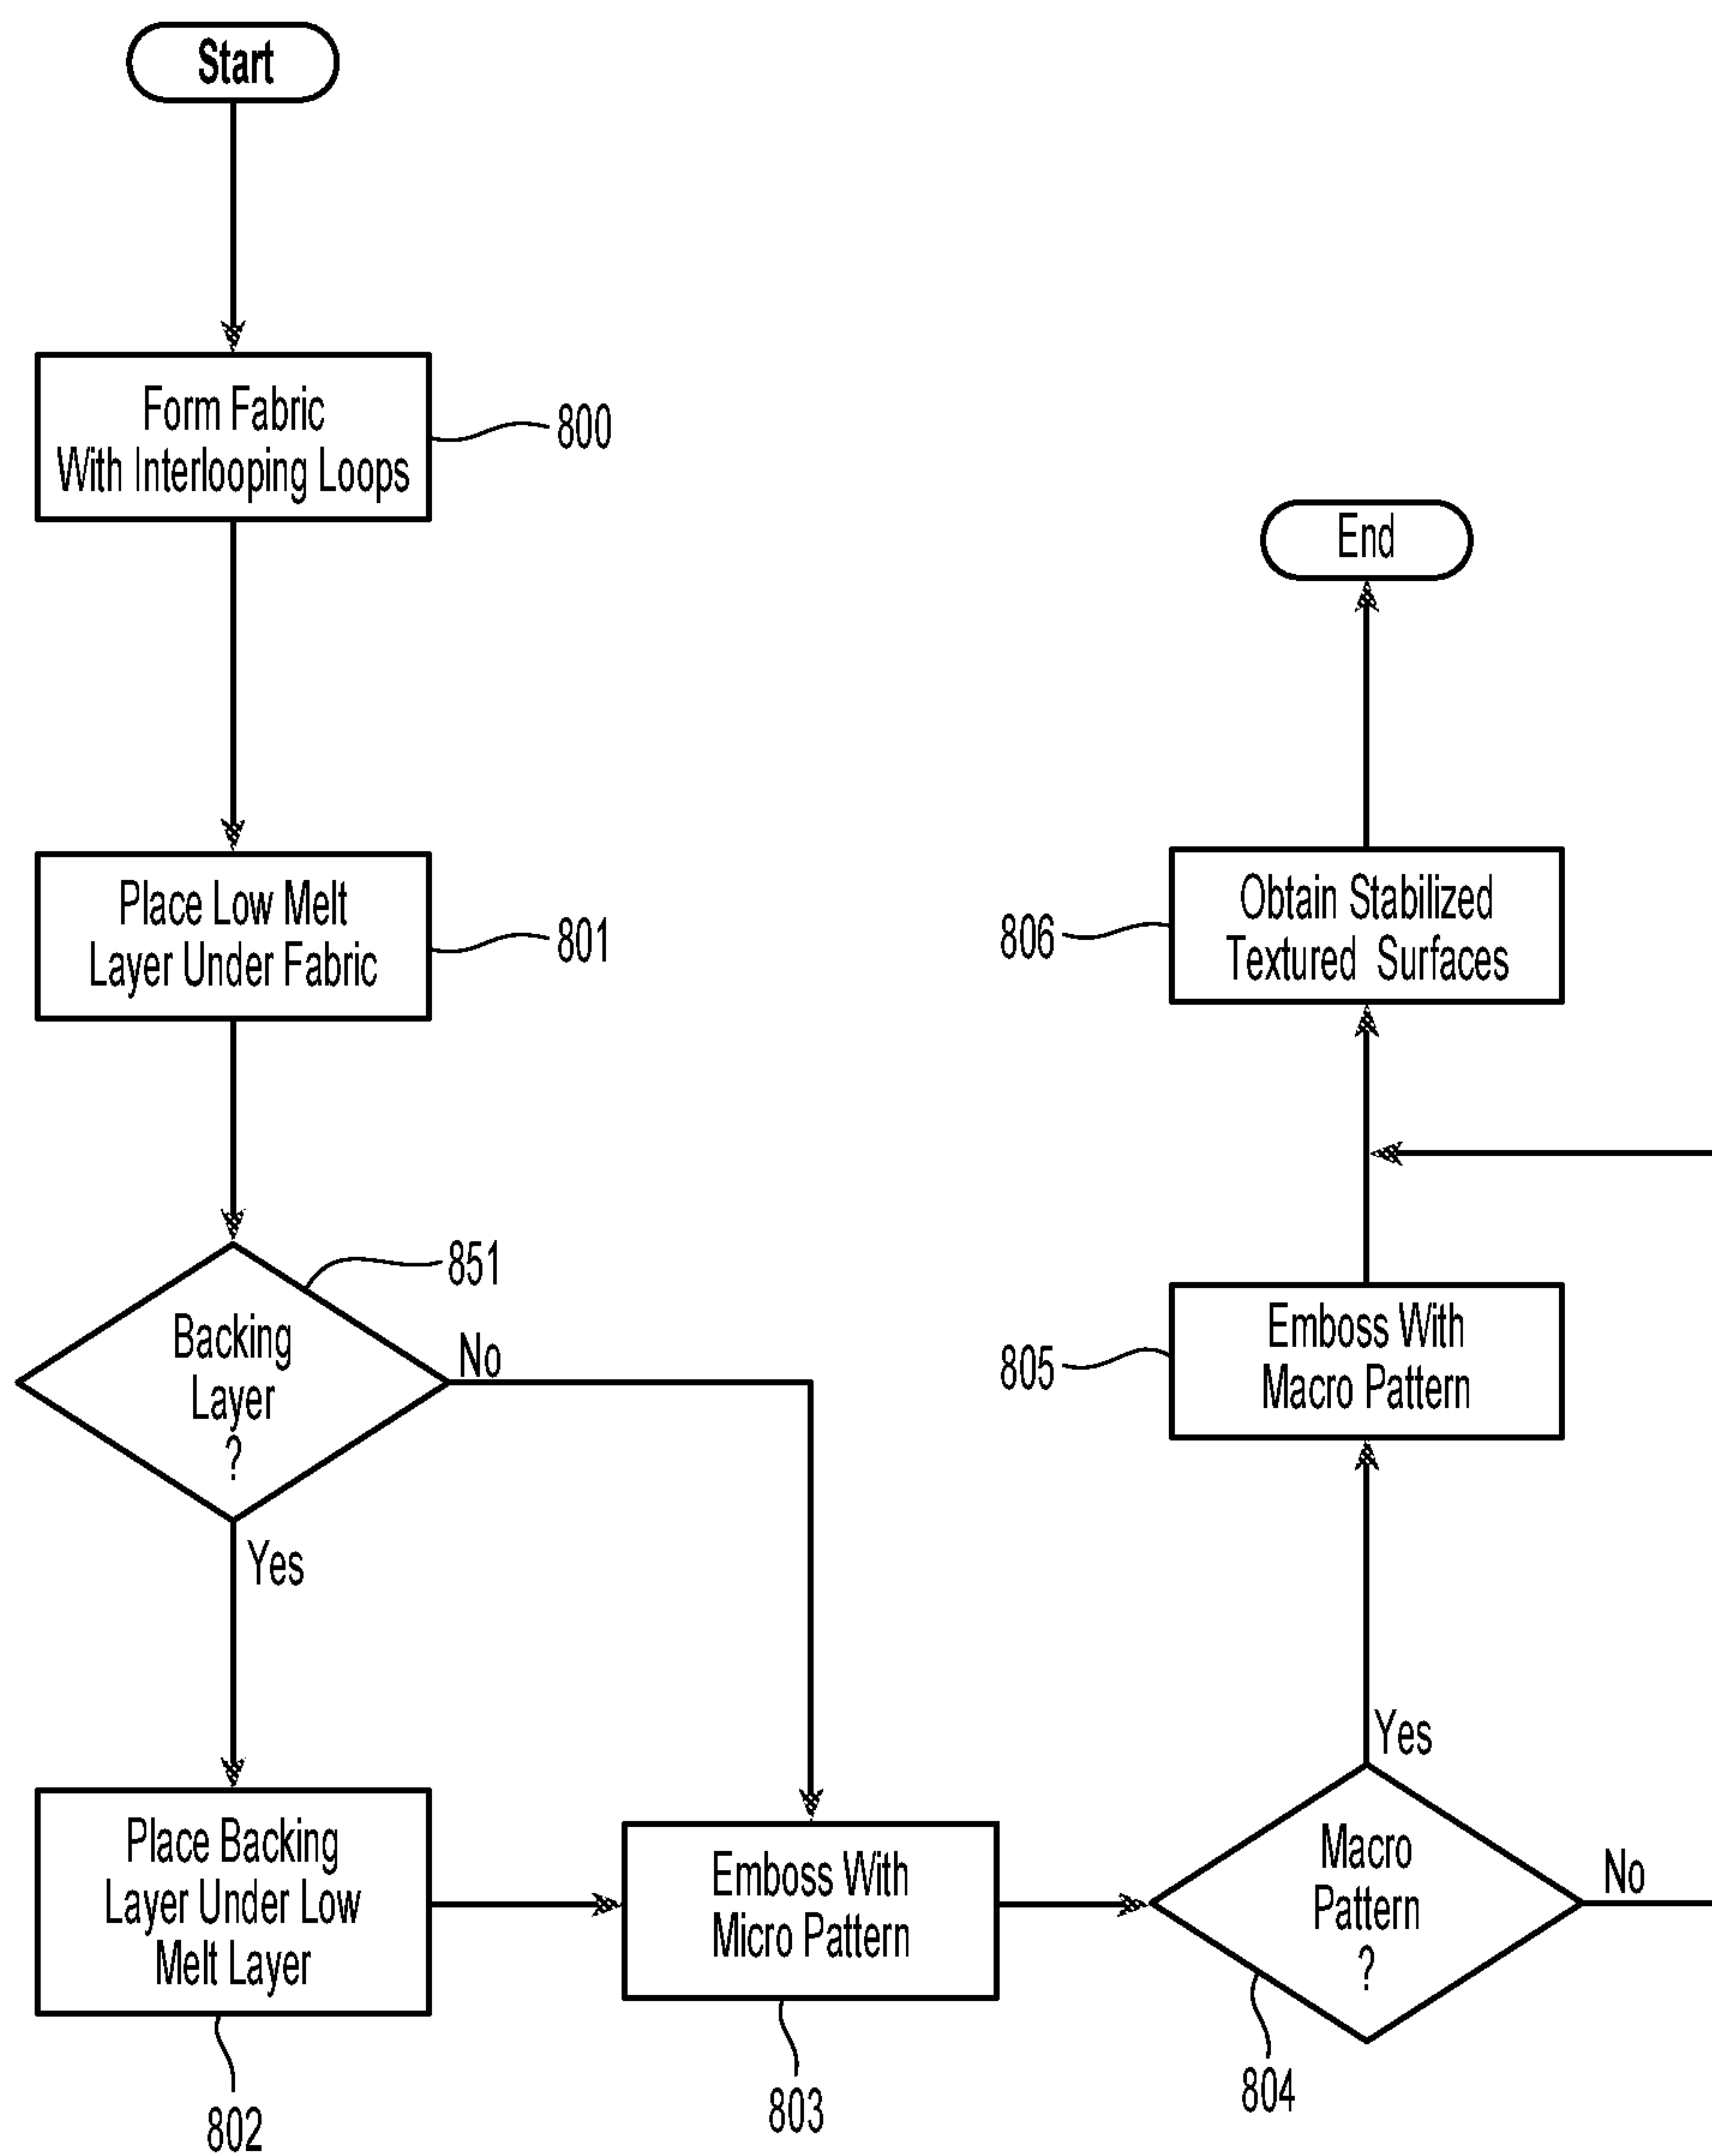 Start
Form Fabric
With Interlooping Loops
800
Place Low Melt
Layer Under Fabric
801
Backing
Layer
?
851
No
Yes
Place Backing
Layer Under Low
Melt Layer
802
Emboss With
Micro Pattern
803
Macro
Pattern
?
804
No
Yes
Emboss With
Macro Pattern
805
Obtain Stabilized
Textured Surfaces
806
End